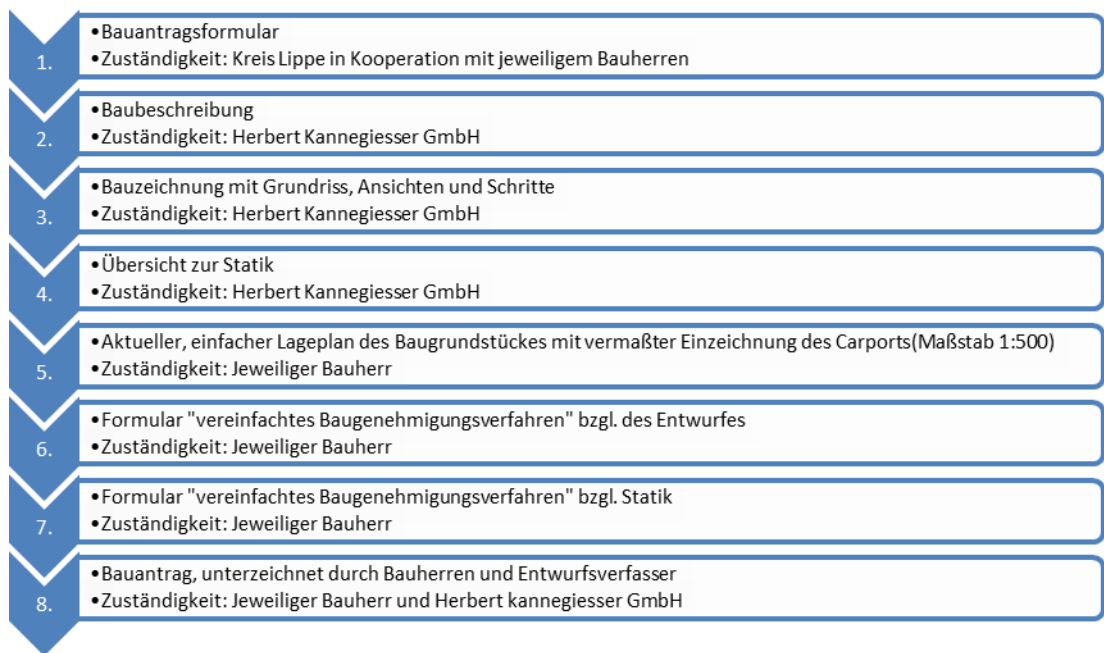 1.
•Bauantragsformular
•Zuständigkeit: Kreis Lippe in Kooperation mit jeweiligem Bauherren
2.
•Baubeschreibung
•Zuständigkeit: Herbert Kannegiesser GmbH
3.
•Bauzeichnung mit Grundriss, Ansichten und Schritte
•Zuständigkeit: Herbert Kannegiesser GmbH
4.
•Übersicht zur Statik
•Zuständigkeit: Herbert Kannegiesser GmbH
5.
•Aktueller, einfacher Lageplan des Baugrundstückes mit vermaßter Einzeichnung des Carports(Maßstab 1:500)
•Zuständigkeit: Jeweiliger Bauherr
6.
•Formular "vereinfachtes Baugenehmigungsverfahren" bzgl. des Entwurfes
•Zuständigkeit: Jeweiliger Bauherr
7.
•Formular "vereinfachtes Baugenehmigungsverfahren" bzgl. Statik
•Zuständigkeit: Jeweiliger Bauherr
8.
•Bauantrag, unterzeichnet durch Bauherren und Entwurfsverfasser
•Zuständigkeit: Jeweiliger Bauherr und Herbert kannegiesser GmbH